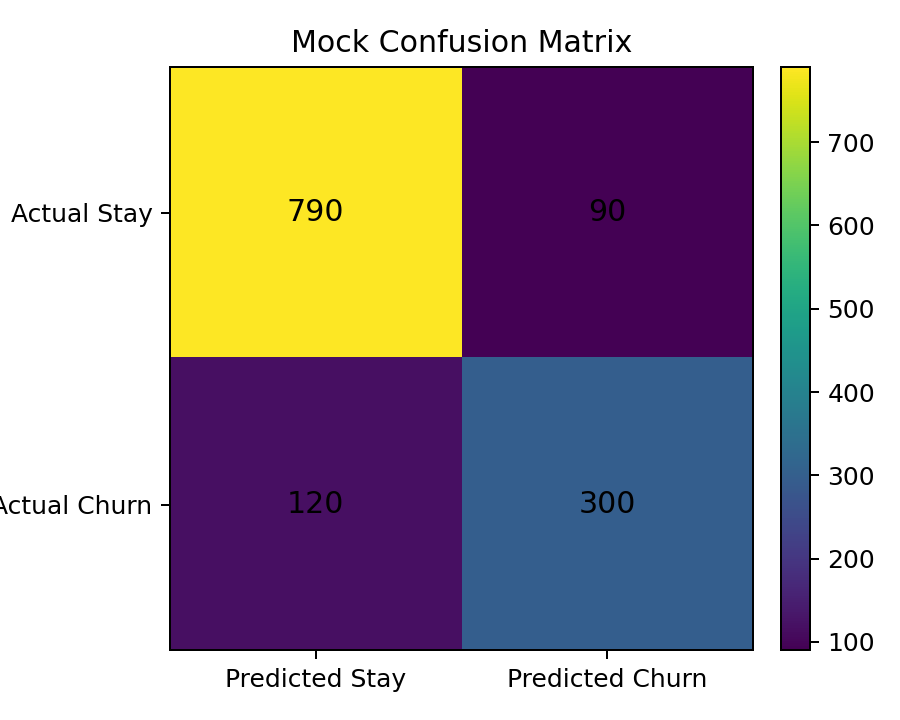 Mock Confusion Matrix
Actual Stay
790
90
Actual Churn
120
300
Predicted Stay
Predicted Churn
700
600
500
400
300
200
100